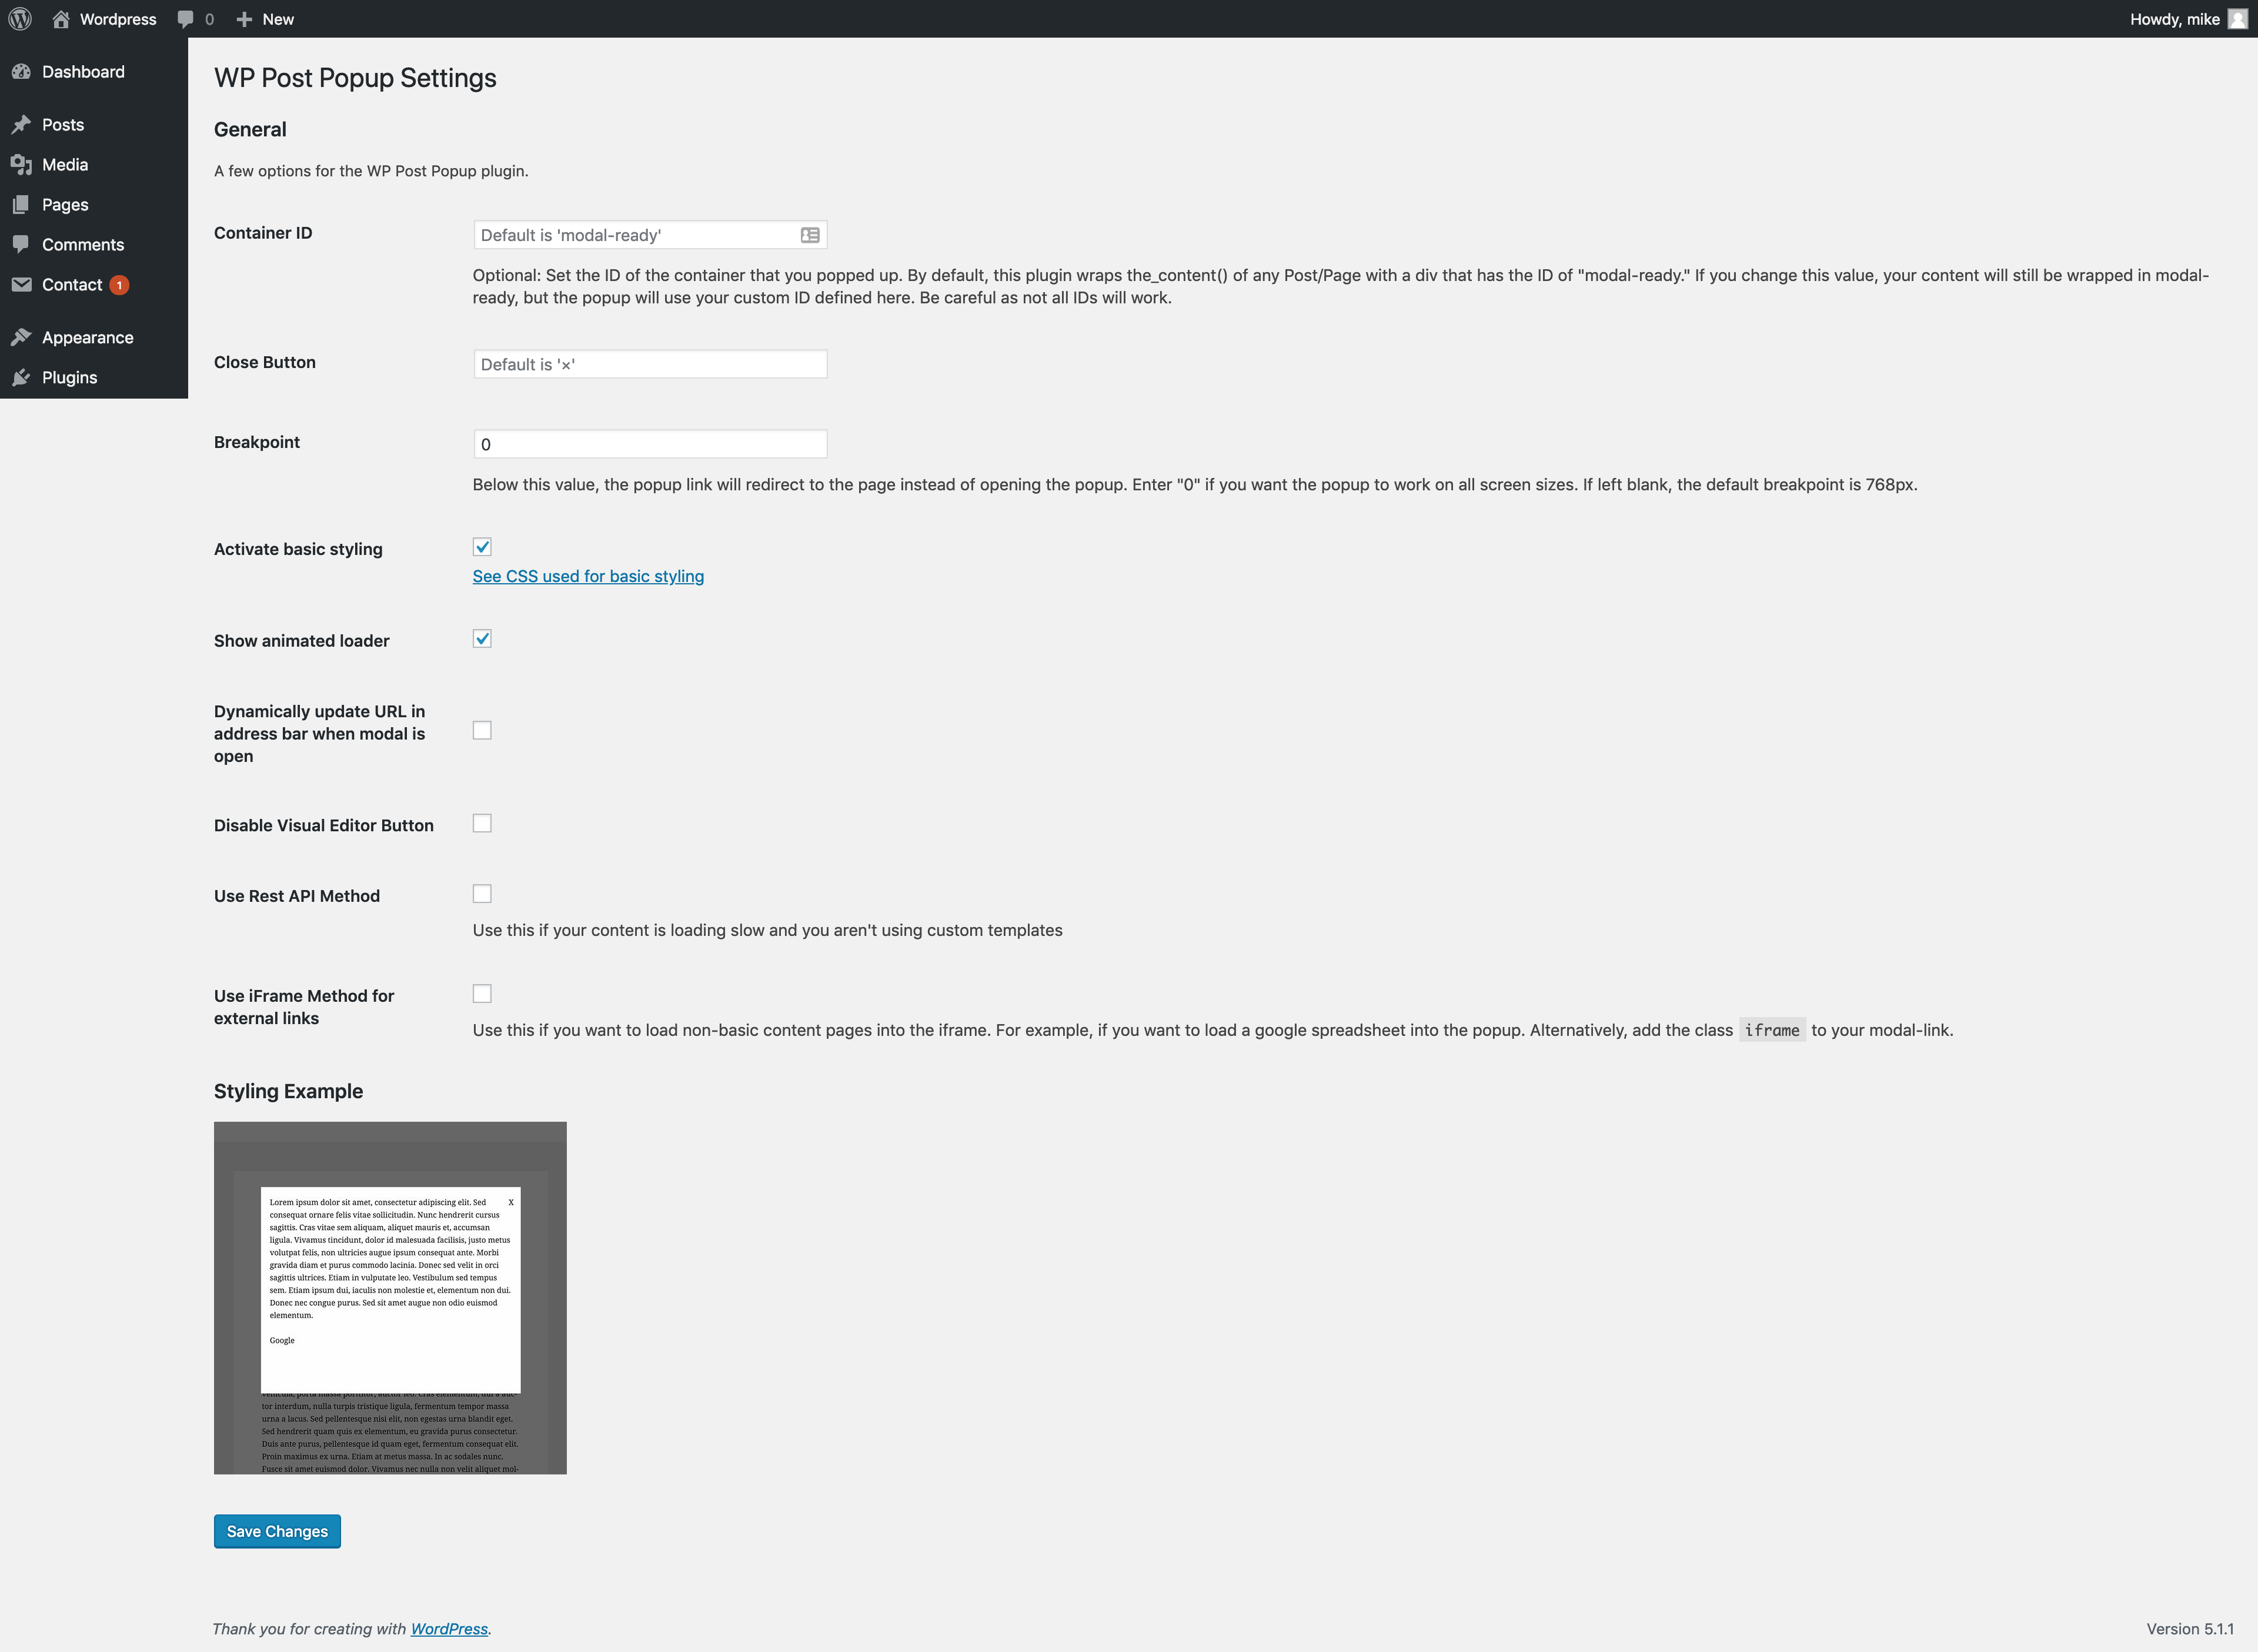 Wordpress 0 New Howdy, mike
Dashboard
Posts
Media
Pages
Comments
Contact 1
Appearance
Plugins
WP Post Popup Settings
General
A few options for the WP Post Popup plugin.
Container ID
Default is 'modal-ready'
Optional: Set the ID of the container that you popped up. By default, this plugin wraps the_content() of any Post/Page with a div that has the ID of "modal-ready." If you change this value, your content will still be wrapped in modal-
ready, but the popup will use your custom ID defined here. Be careful as not all IDs will work.
Close Button
Default is '×'
Breakpoint
0
Below this value, the popup link will redirect to the page instead of opening the popup. Enter "0" if you want the popup to work on all screen sizes. If left blank, the default breakpoint is 768px.
Activate basic styling
See CSS used for basic styling
Show animated loader
Dynamically update URL in
address bar when modal is
open
Disable Visual Editor Button
Use Rest API Method
Use this if your content is loading slow and you aren't using custom templates
Use iFrame Method for
external links
Use this if you want to load non-basic content pages into the iframe. For example, if you want to load a google spreadsheet into the popup. Alternatively, add the class iframe to your modal-link.
Styling Example
Lorem ipsum dolor sit amet, consectetur adipiscing elit. Sed X
consequat ornare felis vitae sollicitudin. Nunc hendrerit cursus
sagittis. Cras vitae sem aliquam, aliquet mauris et, accumsan
ligula. Vivamus tincidunt, dolor id malesuada facilisis, justo metus
volutpat felis, non ultricies augue ipsum consequat ante. Morbi
gravida diam et purus commodo lacinia. Donec sed velit in orci
sagittis ultrices. Etiam in vulputate leo. Vestibulum sed tempus
sem. Etiam ipsum dui, iaculis non molestie et, elementum non dui.
Donec nec congue purus. Sed sit amet augue non odio euismod
elementum.
Google
tor interdum, nulla turpis tristique ligula, fermentum tempor massa
urna a lacus. Sed pellentesque nisi elit, non egestas urna blandit eget.
Sed hendrerit quam quis ex elementum, eu gravida purus consectetur.
Duis ante purus, pellentesque id quam eget, fermentum consequat elit.
Proin maximus ex urna. Etiam at metus massa. In ac sodales nunc.
Fusce sit amet euismod dolor. Vivamus nec nulla non velit aliquet mol-
Save Changes
Thank you for creating with WordPress.
Version 5.1.1